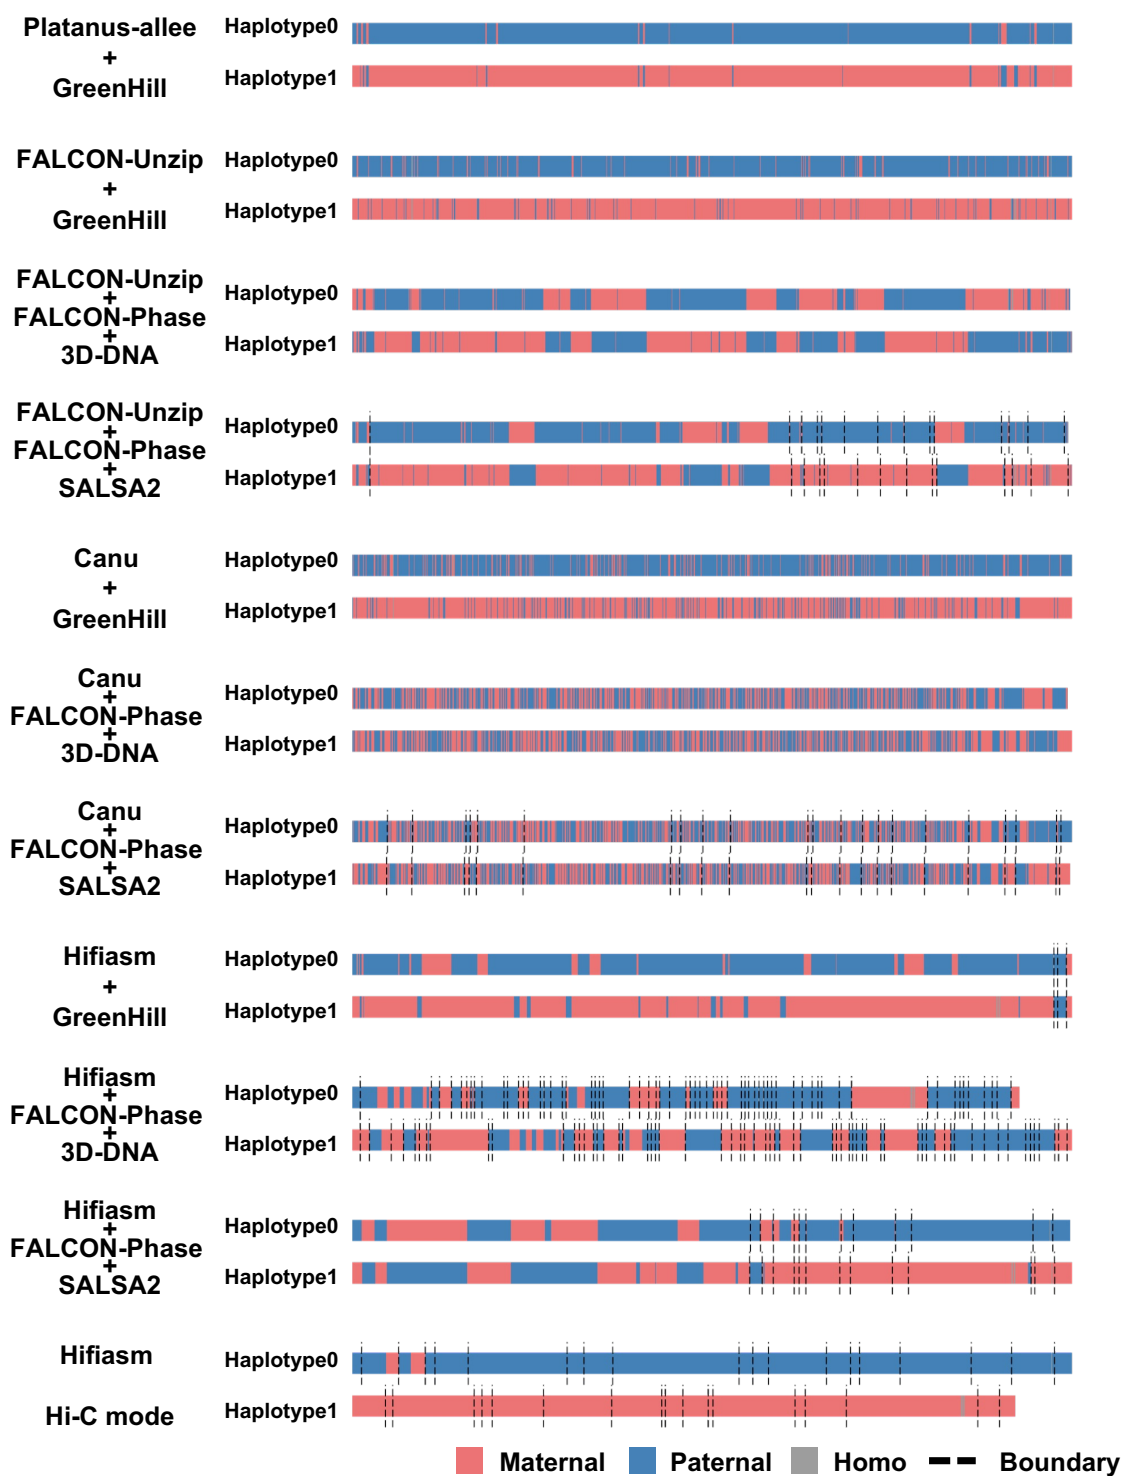 Platanus-allee
+
GreenHill
Haplotype0
Haplotype1
FALCON-Unzip
+
GreenHill
Haplotype0
Haplotype1
FALCON-Unzip
+
FALCON-Phase
+
3D-DNA
Haplotype0
Haplotype1
FALCON-Unzip
+
FALCON-Phase
+
SALSA2
Haplotype0
Haplotype1
Canu
+
GreenHill
Haplotype0
Haplotype1
Canu
+
FALCON-Phase
+
3D-DNA
Haplotype0
Haplotype1
Canu
+
FALCON-Phase
+
SALSA2
Haplotype0
Haplotype1
Hifiasm
+
GreenHill
Haplotype0
Haplotype1
Hifiasm
+
FALCON-Phase
+
3D-DNA
Haplotype0
Haplotype1
Hifiasm
+
FALCON-Phase
+
SALSA2
Haplotype0
Haplotype1
Hifiasm
Hi-C mode
Haplotype0
Haplotype1
Maternal Paternal Homo Boundary